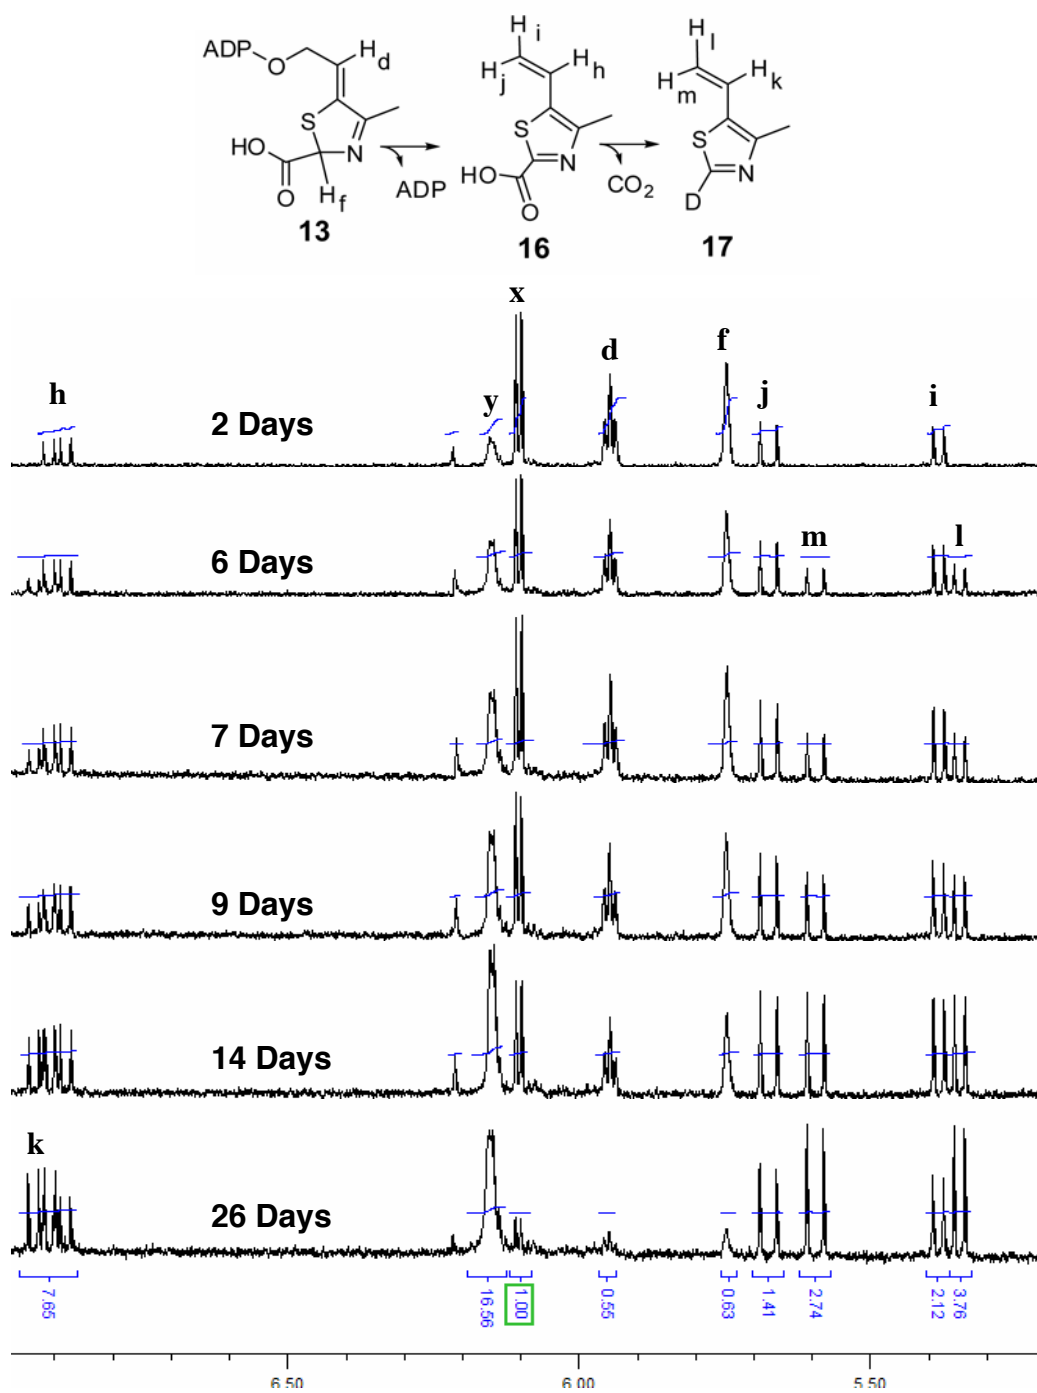 H i
H j
H h
ADP O
H d
S
N
HO
O
H f
13
ADP
S
N
HO
O
16
CO2
H l
H m
H k
S
N
D
17
x
h
y
d
f
j
i
2 Days
6 Days
m
l
7 Days
9 Days
14 Days
k
26 Days
7.65
16.56
1.00
0.55
0.63
1.41
2.74
2.12
3.76
6.50
6.00
5.50